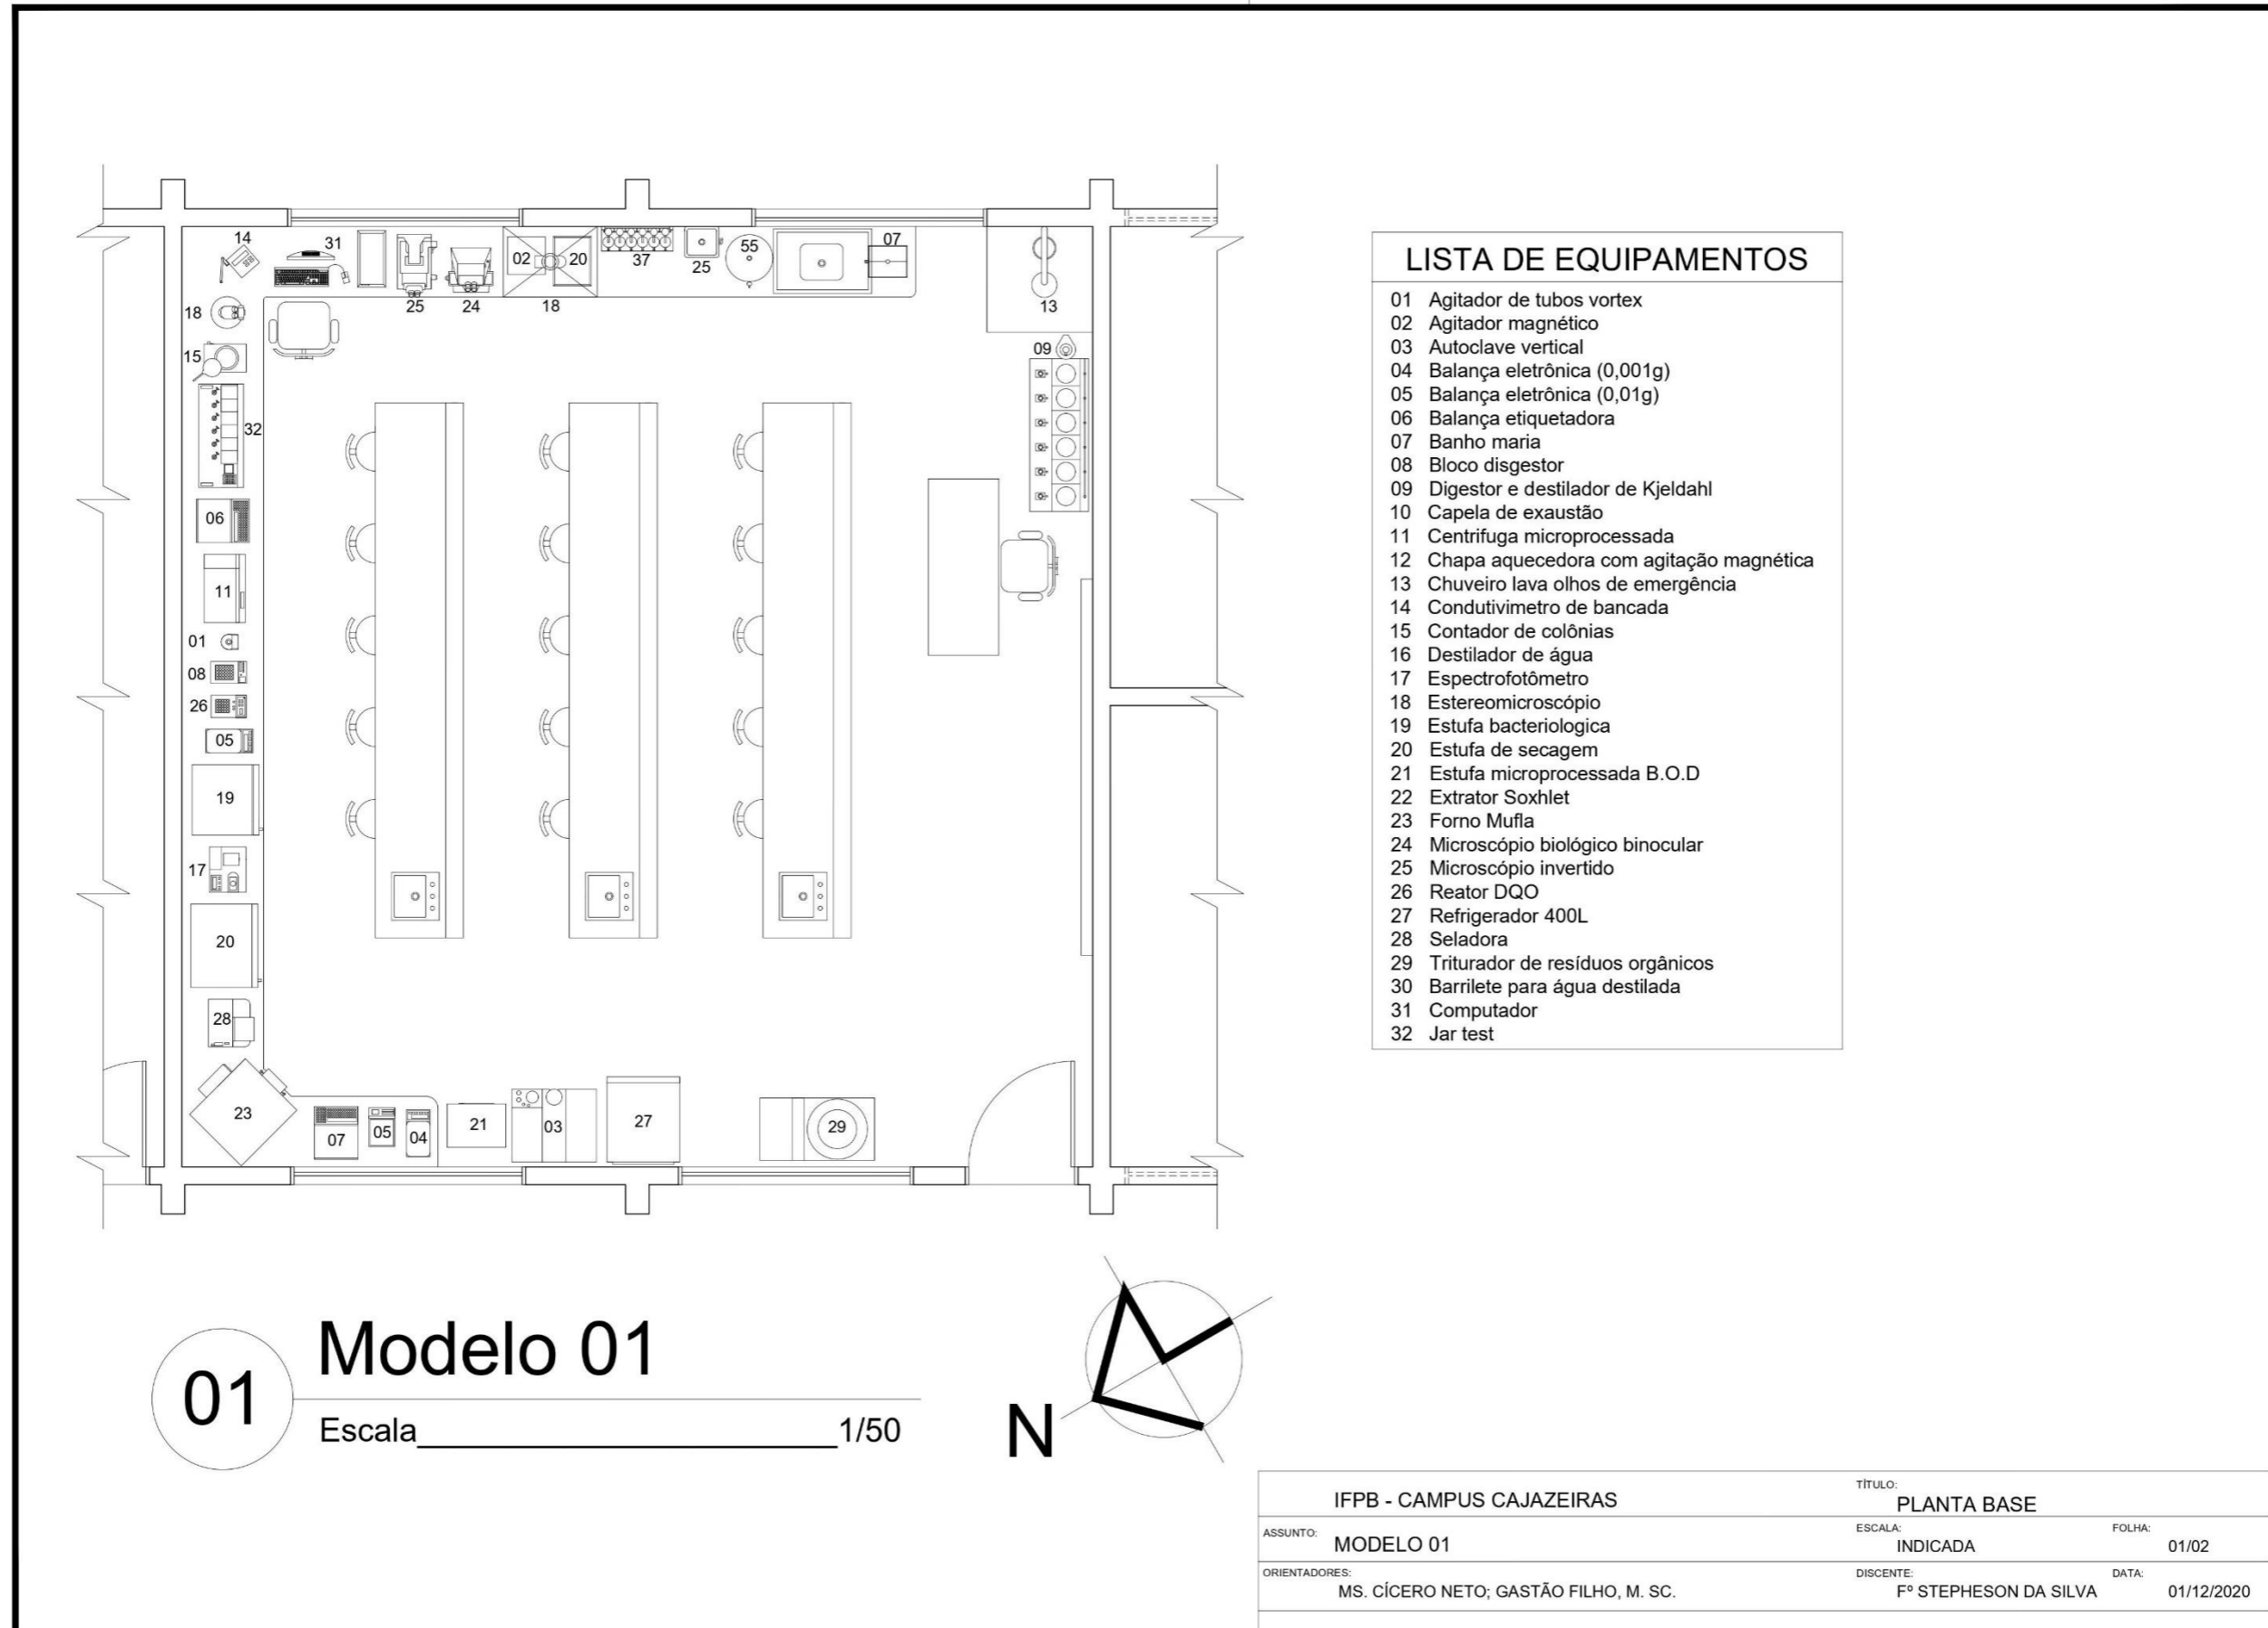 14
31
02
20
37
25
55
07
25
24
18
13
18
15
09
32
06
11
01
08
26
05
19
17
20
28
23
07
05
04
21
03
27
29
LISTA DE EQUIPAMENTOS
01 Agitador de tubos vortex
02 Agitador magnético
03 Autoclave vertical
04 Balança eletrônica (0,001g)
05 Balança eletrônica (0,01g)
06 Balança etiquetadora
07 Banho maria
08 Bloco disgestor
09 Digestor e destilador de Kjeldahl
10 Capela de exaustão
11 Centrifuga microprocessada
12 Chapa aquecedora com agitação magnética
13 Chuveiro lava olhos de emergência
14 Condutivimetro de bancada
15 Contador de colônias
16 Destilador de água
17 Espectrofotômetro
18 Estereomicroscópio
19 Estufa bacteriologica
20 Estufa de secagem
21 Estufa microprocessada B.O.D
22 Extrator Soxhlet
23 Forno Mufla
24 Microscópio biológico binocular
25 Microscópio invertido
26 Reator DQO
27 Refrigerador 400L
28 Seladora
29 Triturador de resíduos orgânicos
30 Barrilete para água destilada
31 Computador
32 Jar test
01
Modelo 01
Escala 1/50
N
IFPB - CAMPUS CAJAZEIRAS
TÍTULO:
PLANTA BASE
ASSUNTO: MODELO 01
ESCALA:
INDICADA
FOLHA:
01/02
ORIENTADORES:
MS. CÍCERO NETO; GASTÃO FILHO, M. SC.
DISCENTE:
Fº STEPHESON DA SILVA
DATA:
01/12/2020